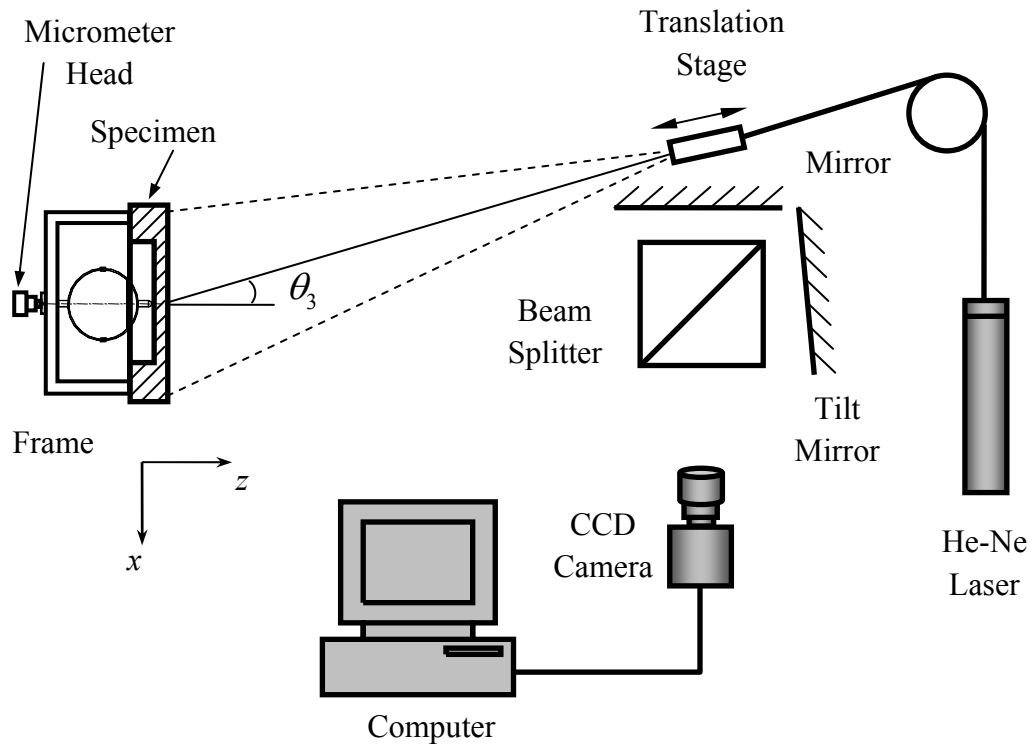 Micrometer
Head
Specimen
Translation
Stage
Mirror
θ₃
Beam
Splitter
Tilt
Mirror
Frame
z
x
CCD
Camera
He-Ne
Laser
Computer